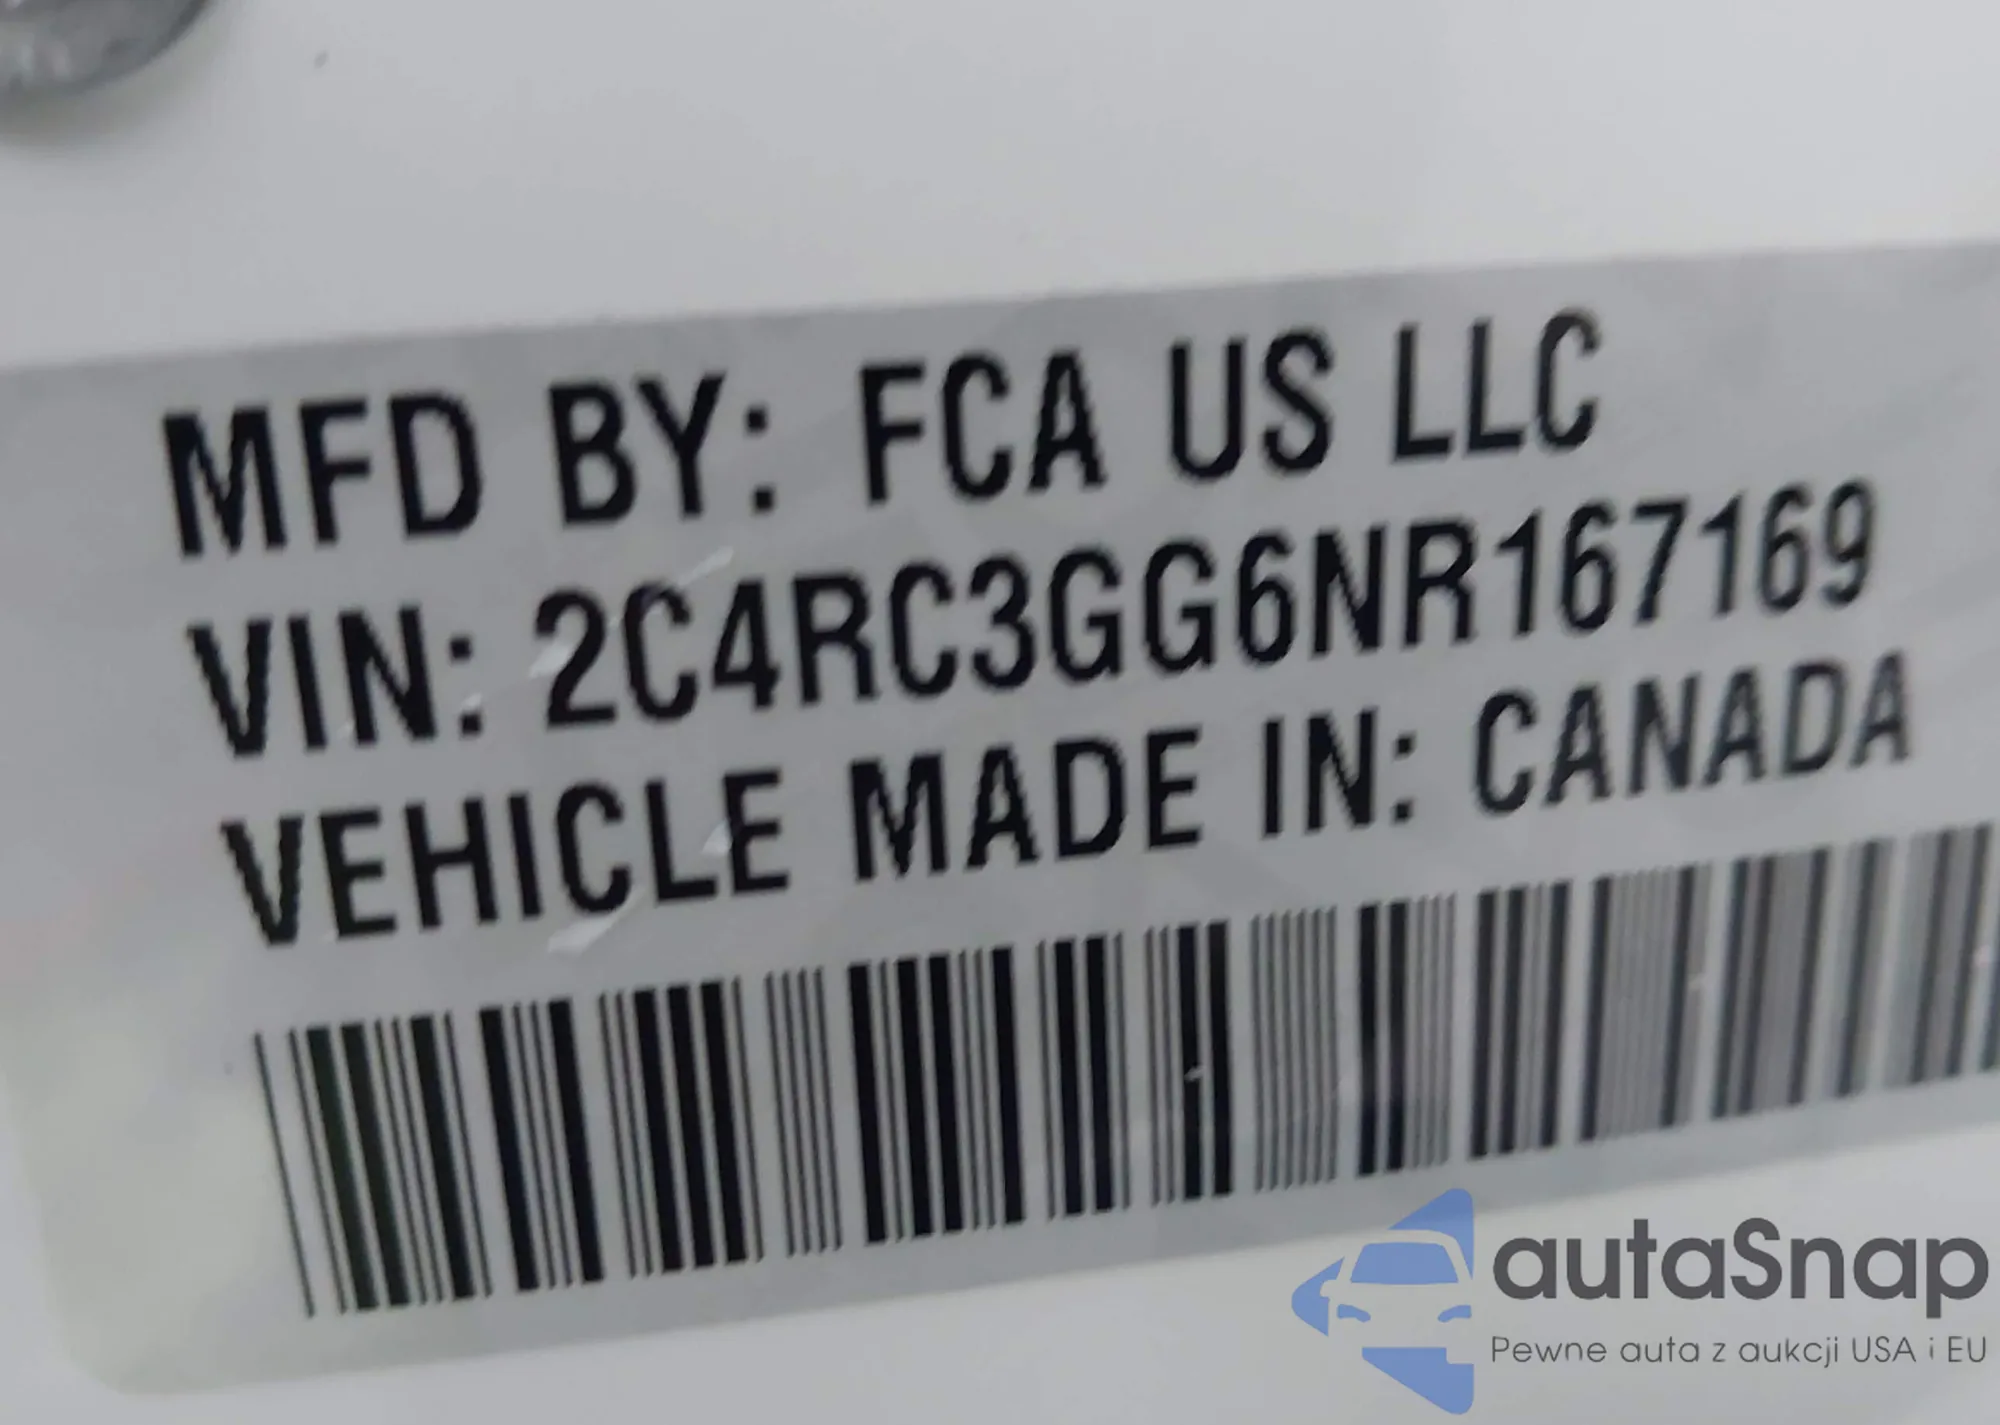 MFD BY: FCA US LLC
VIN: 2C4RC3GG6NR167169
VEHICLE MADE IN: CANADA
autaSnap
Pewne auta z aukcji USA i EU